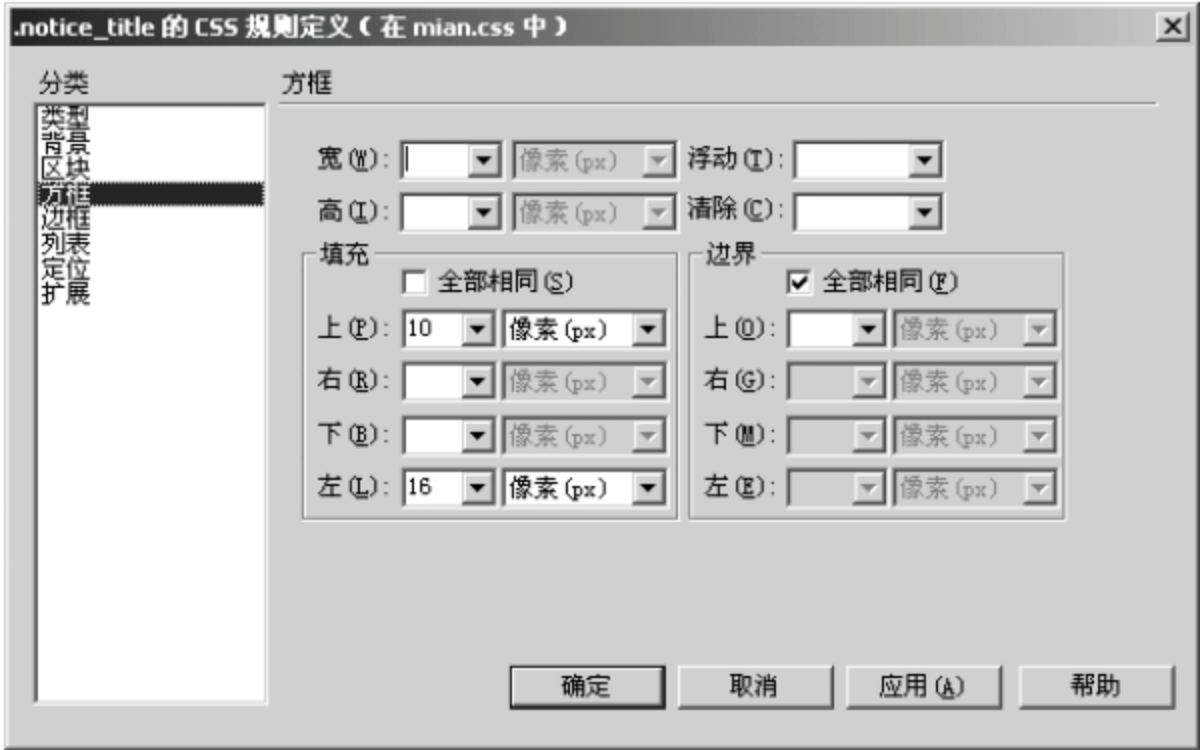 .notice_title 的 CSS 规则定义（在 mian.css 中）
分类
类型
背景
区块
方框
边框
列表
定位
扩展
方框
宽(W): 像素(px) 浮动(T):
高(I): 像素(px) 清除(C):
填充
全部相同(S)
上(P): 10 像素(px)
右(R): 像素(px)
下(B): 像素(px)
左(L): 16 像素(px)
边界
全部相同(F)
上(O): 像素(px)
右(G): 像素(px)
下(M): 像素(px)
左(E): 像素(px)
确定 取消 应用(A) 帮助